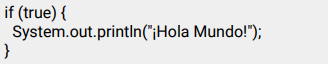 if (true) {
  System.out.println("¡Hola Mundo!");
}